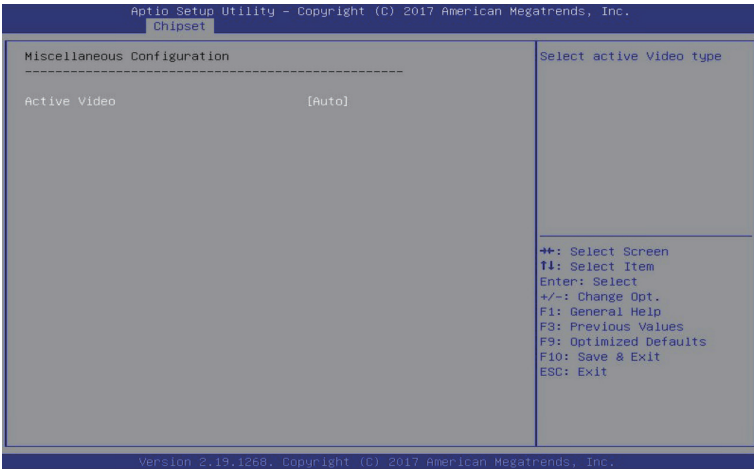 Aptio Setup Utility – Copyright (C) 2017 American Megatrends, Inc.
Chipset
Miscellaneous Configuration
--------------------------------------------------
Active Video [Auto]
Select active Video type
→←: Select Screen
↑↓: Select Item
Enter: Select
+/-: Change Opt.
F1: General Help
F3: Previous Values
F9: Optimized Defaults
F10: Save & Exit
ESC: Exit
Version 2.19.1268. Copyright (C) 2017 American Megatrends, Inc.